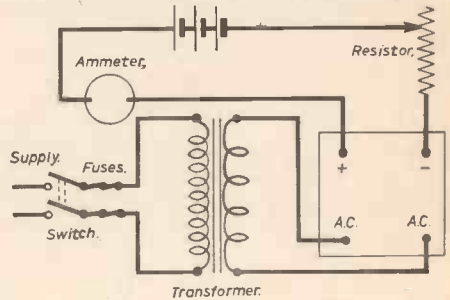 Resistor.
Ammeter,
Supply.
Fuses.
+
−
A.C.
A.C.
Switch.
Transformer.